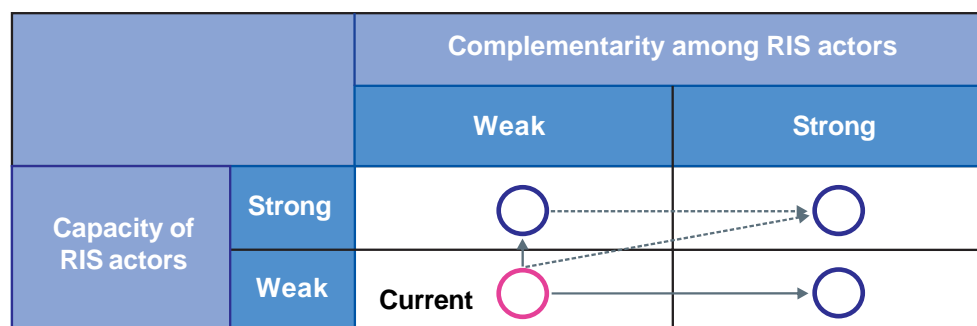 Complementarity among RIS actors
Weak
Strong
Capacity of
RIS actors
Strong
Weak
Current